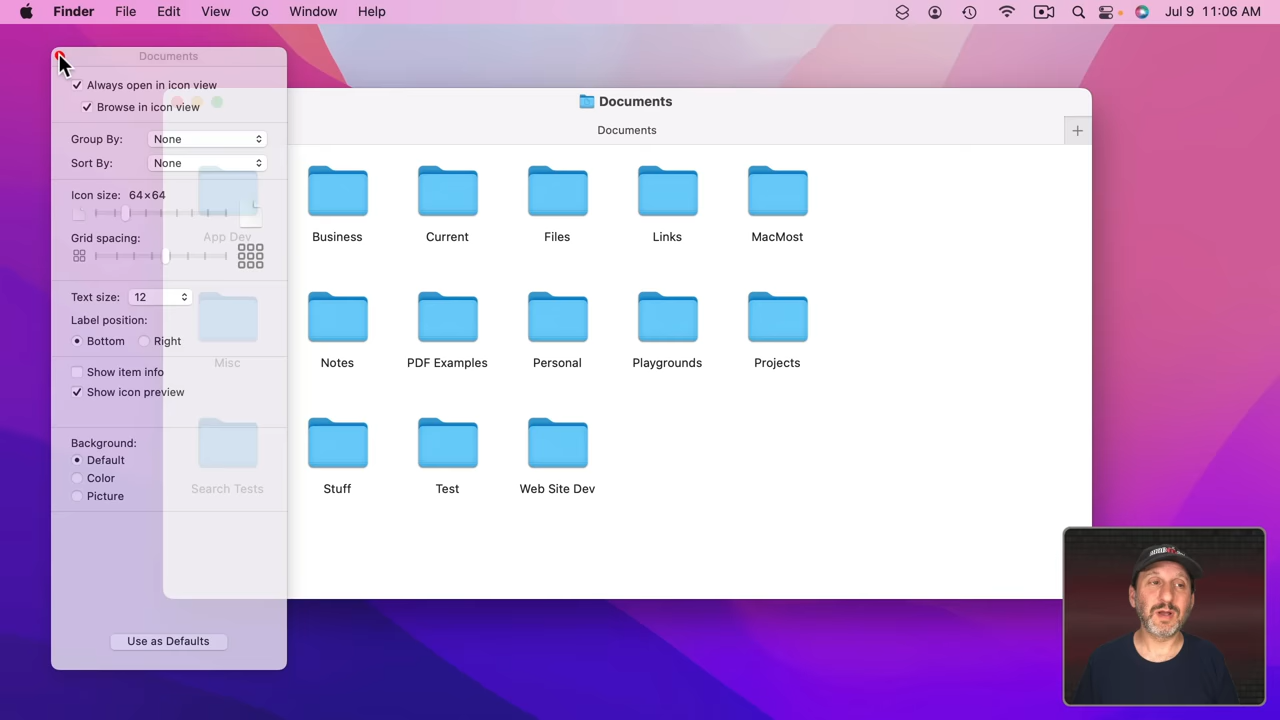 Finder File Edit View Go Window Help Jul 9 11:06 AM
Documents
Always open in icon view
Browse in icon view
Group By: None
Sort By: None
Icon size: 64×64
Grid spacing:
Text size: 12
Label position:
Bottom Right
Show item info
Show icon preview
Background:
Default
Color
Picture
Use as Defaults
Documents
Documents
App Dev Business Current Files Links MacMost
Misc Notes PDF Examples Personal Playgrounds Projects
Search Tests Stuff Test Web Site Dev